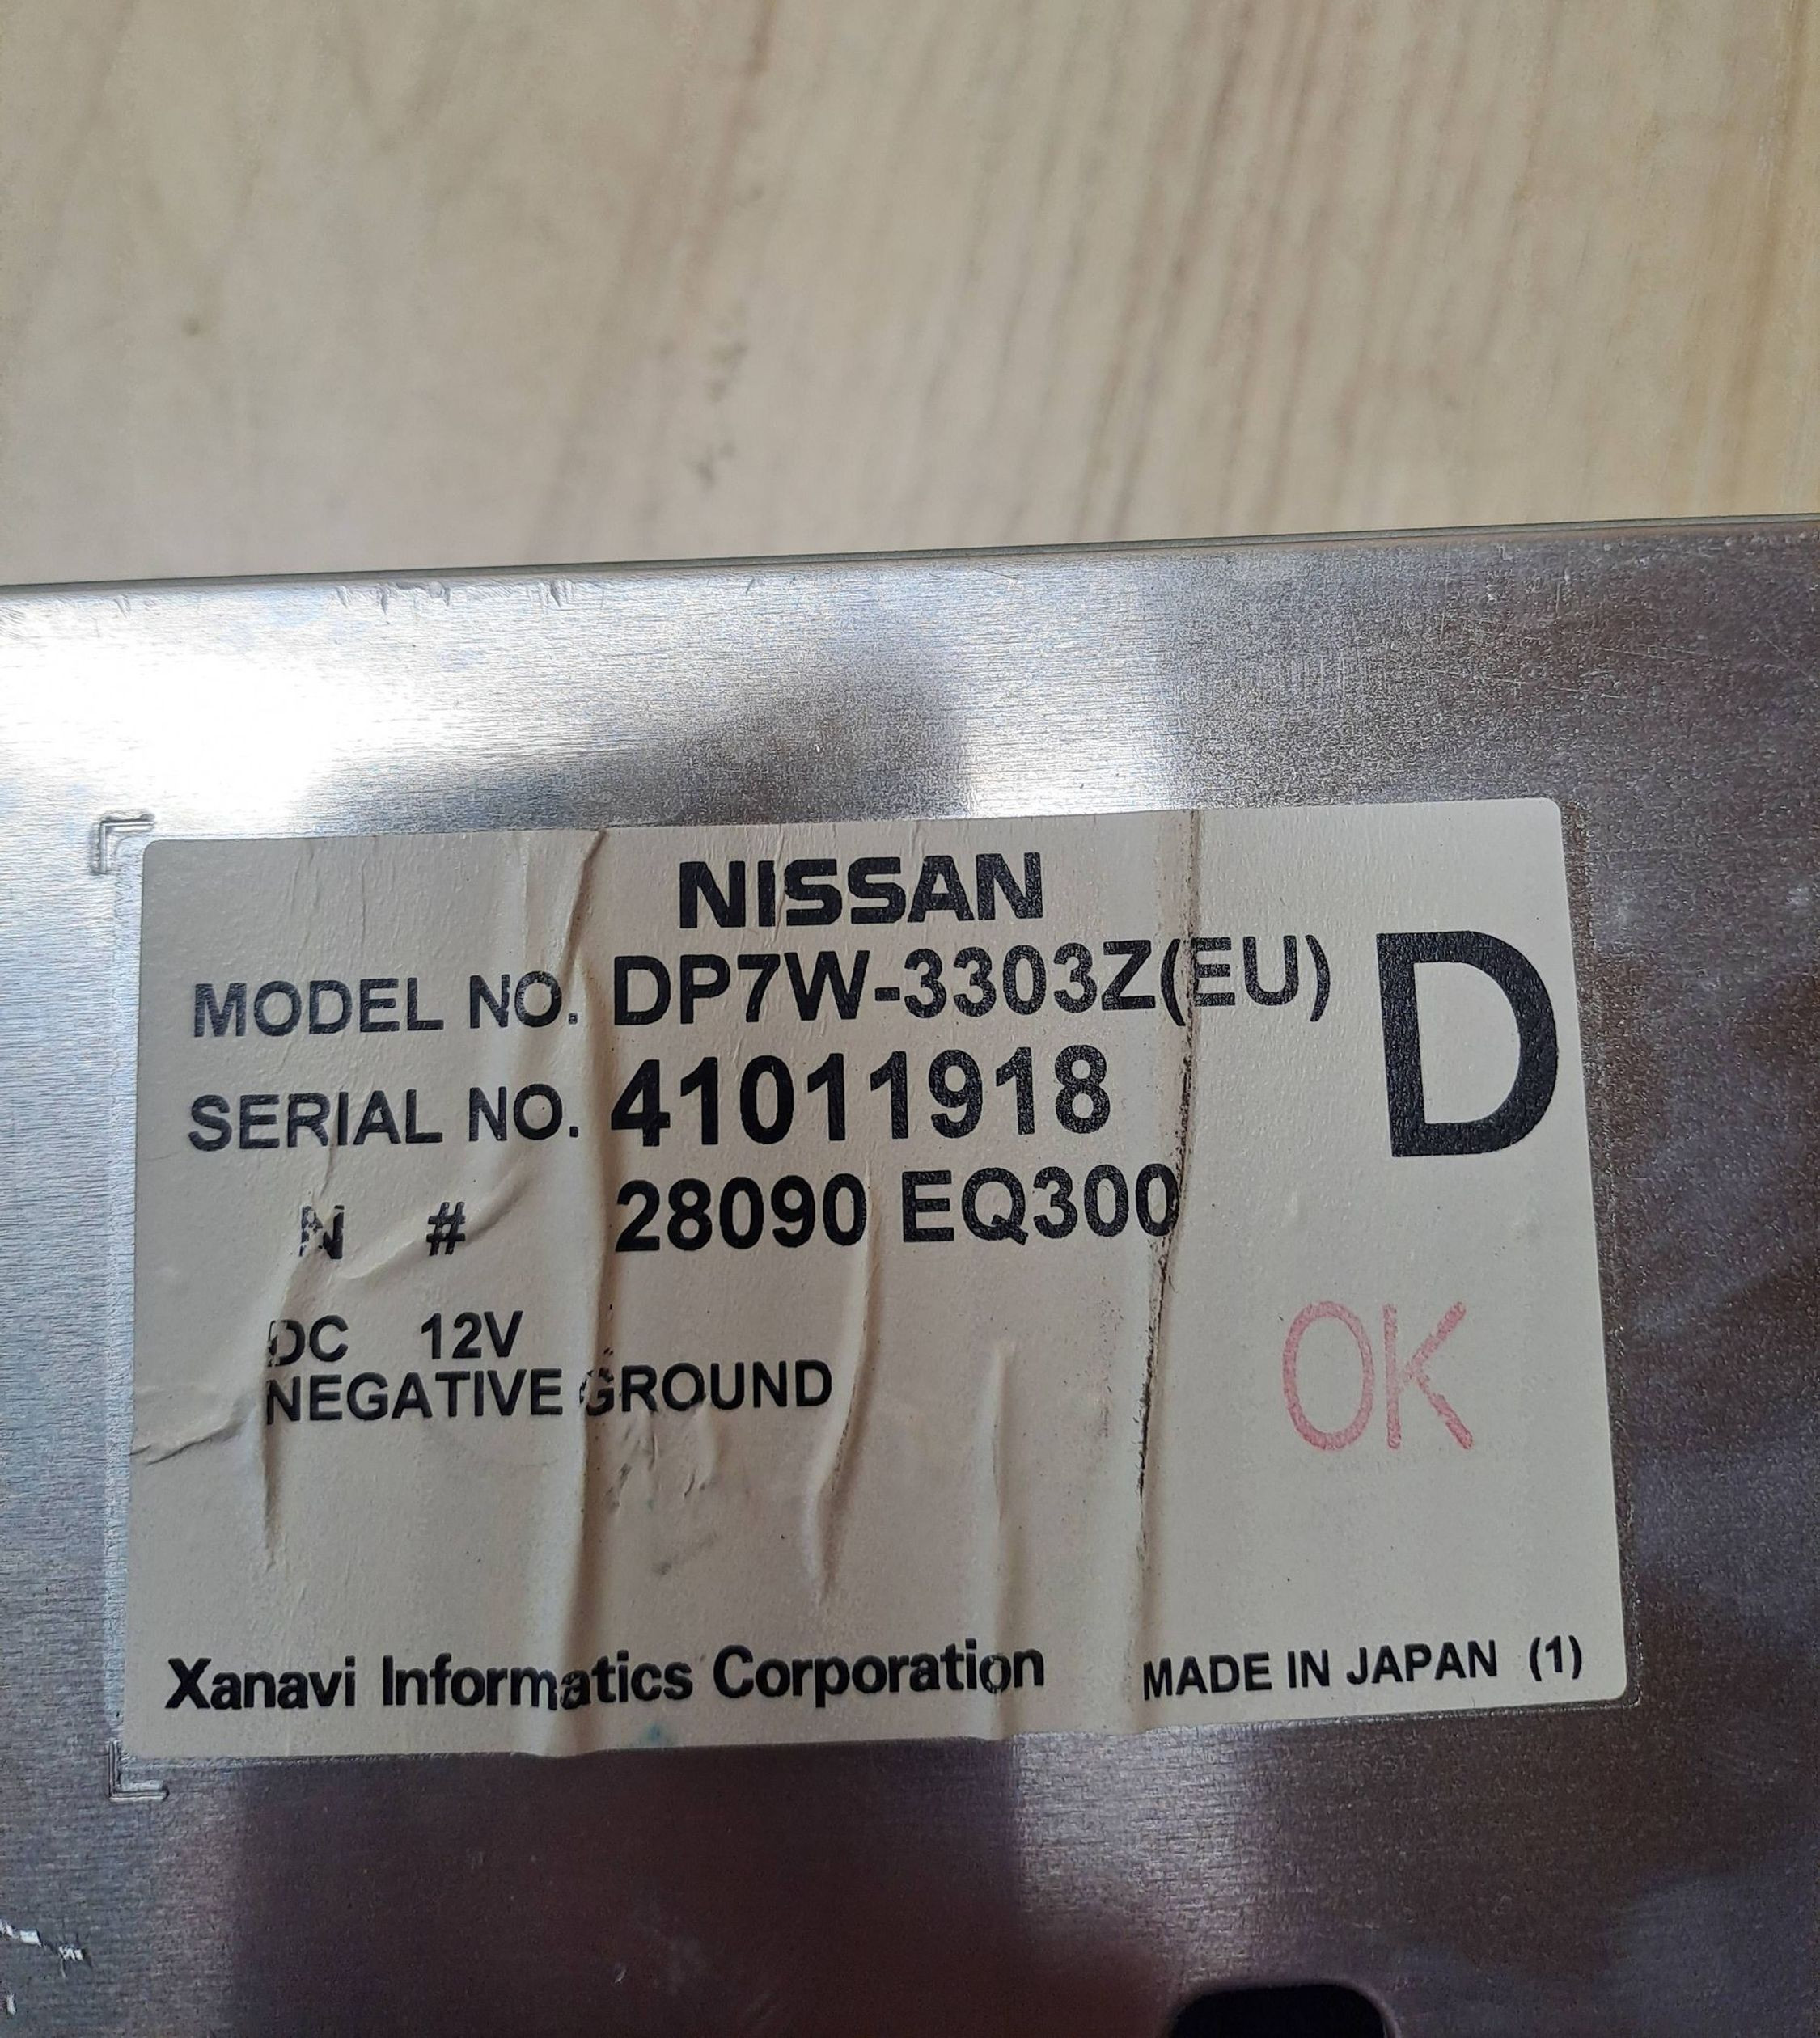 NISSAN
MODEL NO. DP7W-3303Z(EU)
D
SERIAL NO. 41011918
N # 28090 EQ300
DC 12V
NEGATIVE GROUND
OK
Xanavi Informatics Corporation MADE IN JAPAN (1)